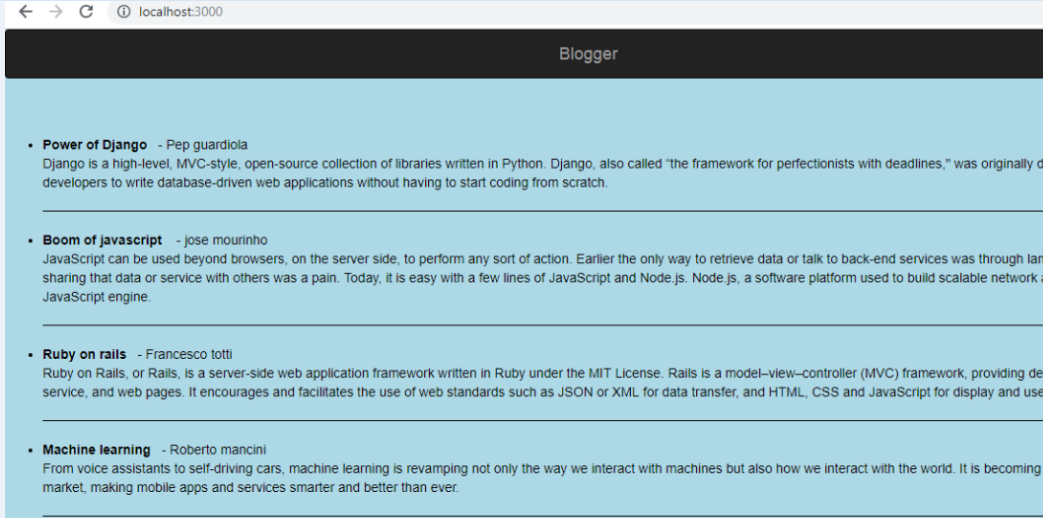 localhost:3000
Blogger
Power of Django - Pep guardiola
Django is a high-level, MVC-style, open-source collection of libraries written in Python. Django, also called "the framework for perfectionists with deadlines," was originally
developers to write database-driven web applications without having to start coding from scratch.
Boom of javascript - jose mourinho
JavaScript can be used beyond browsers, on the server side, to perform any sort of action. Earlier the only way to retrieve data or talk to back-end services was through
sharing that data or service with others was a pain. Today, it is easy with a few lines of JavaScript and Node.js. Node.js, a software platform used to build scalable network
JavaScript engine.
Ruby on rails - Francesco totti
Ruby on Rails, or Rails, is a server-side web application framework written in Ruby under the MIT License. Rails is a model–view–controller (MVC) framework, providing
service, and web pages. It encourages and facilitates the use of web standards such as JSON or XML for data transfer, and HTML, CSS and JavaScript for display and
Machine learning - Roberto mancini
From voice assistants to self-driving cars, machine learning is revamping not only the way we interact with machines but also how we interact with the world. It is becoming
market, making mobile apps and services smarter and better than ever.